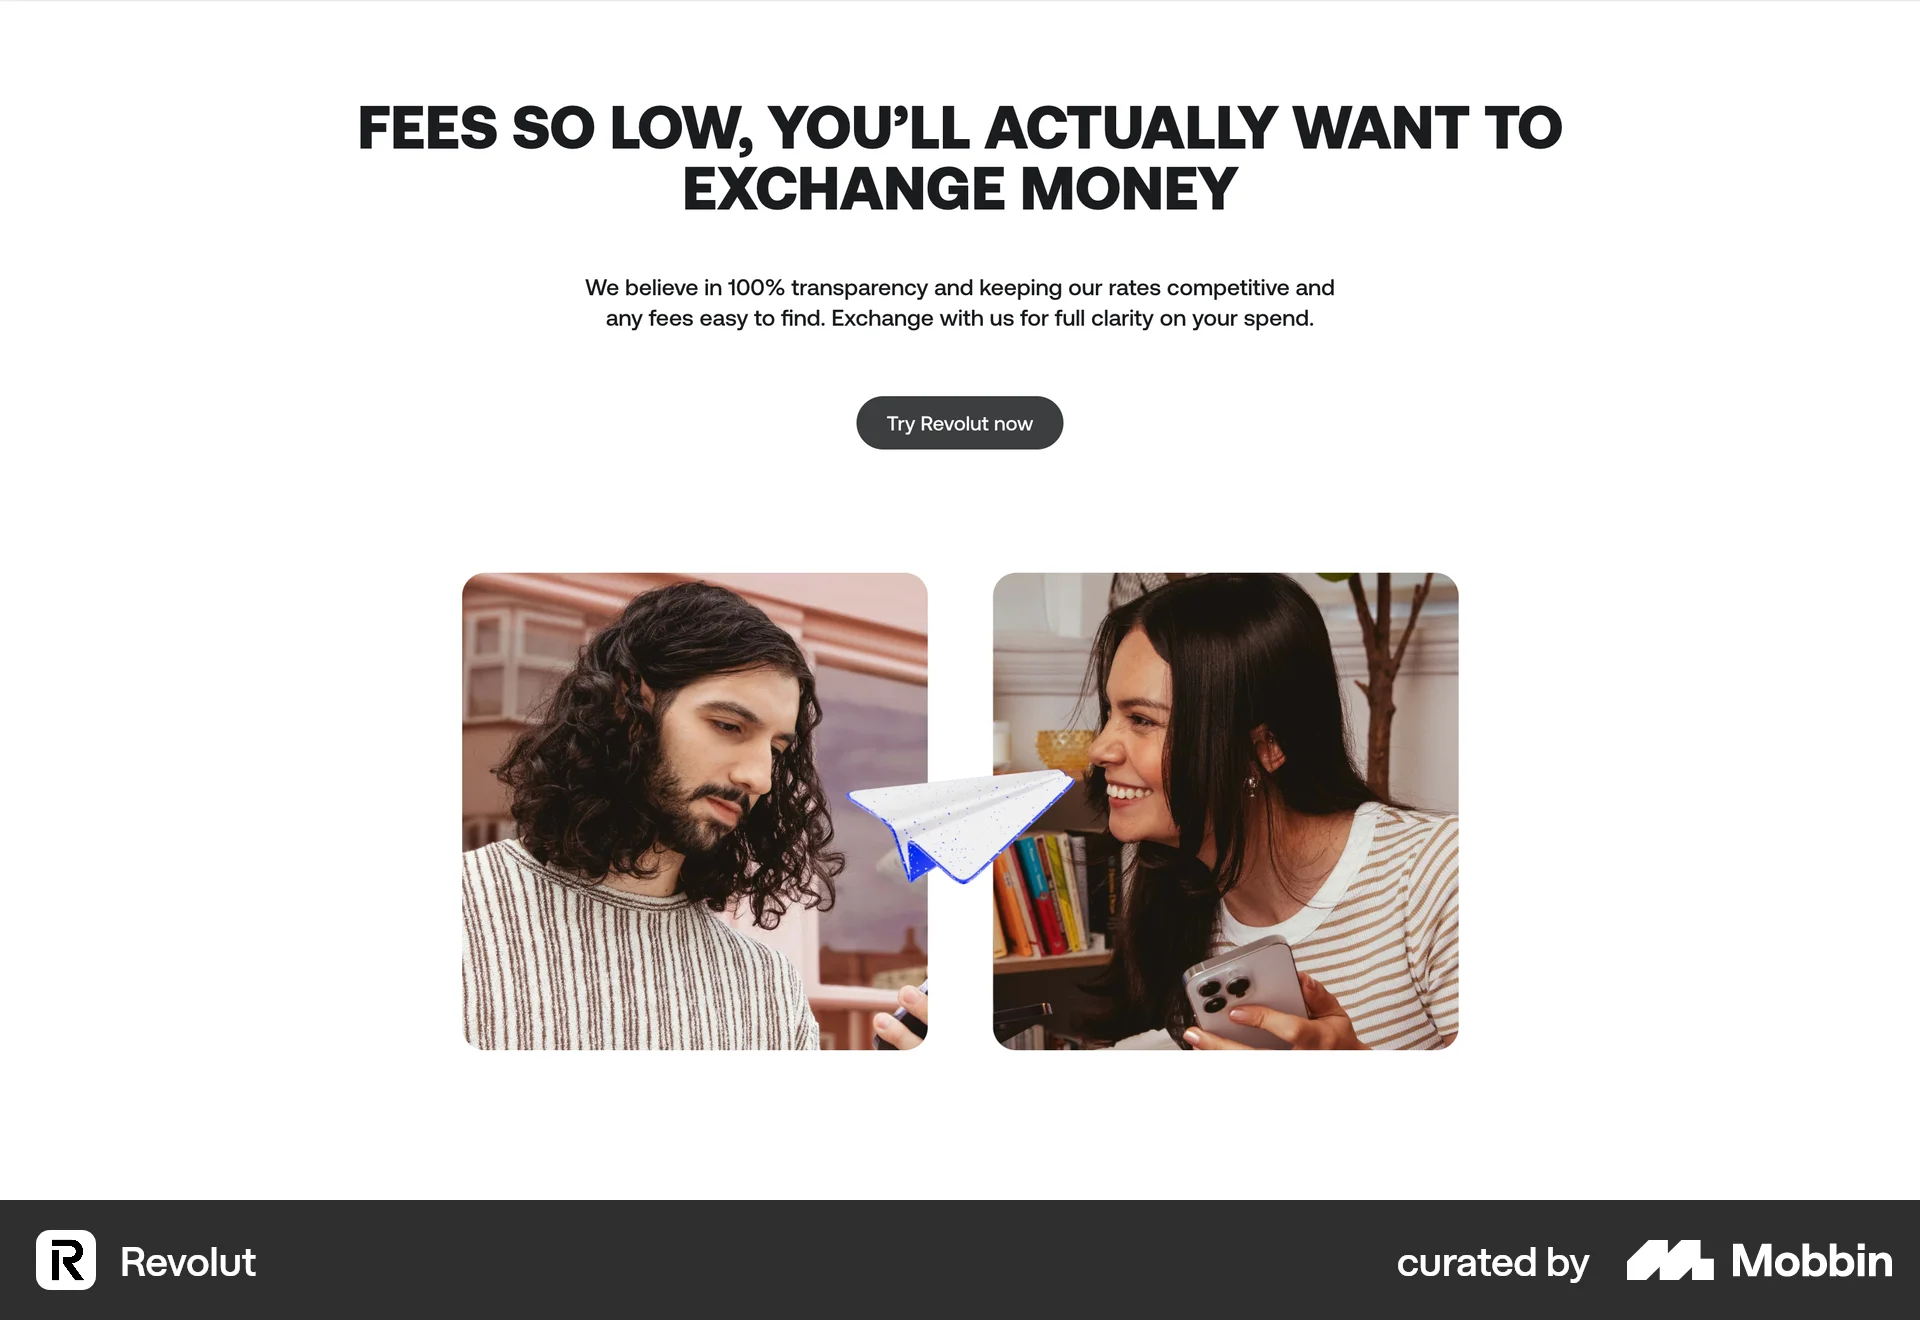 FEES SO LOW, YOU’LL ACTUALLY WANT TO
EXCHANGE MONEY
We believe in 100% transparency and keeping our rates competitive and
any fees easy to find. Exchange with us for full clarity on your spend.
Try Revolut now
Revolut
curated by Mobbin